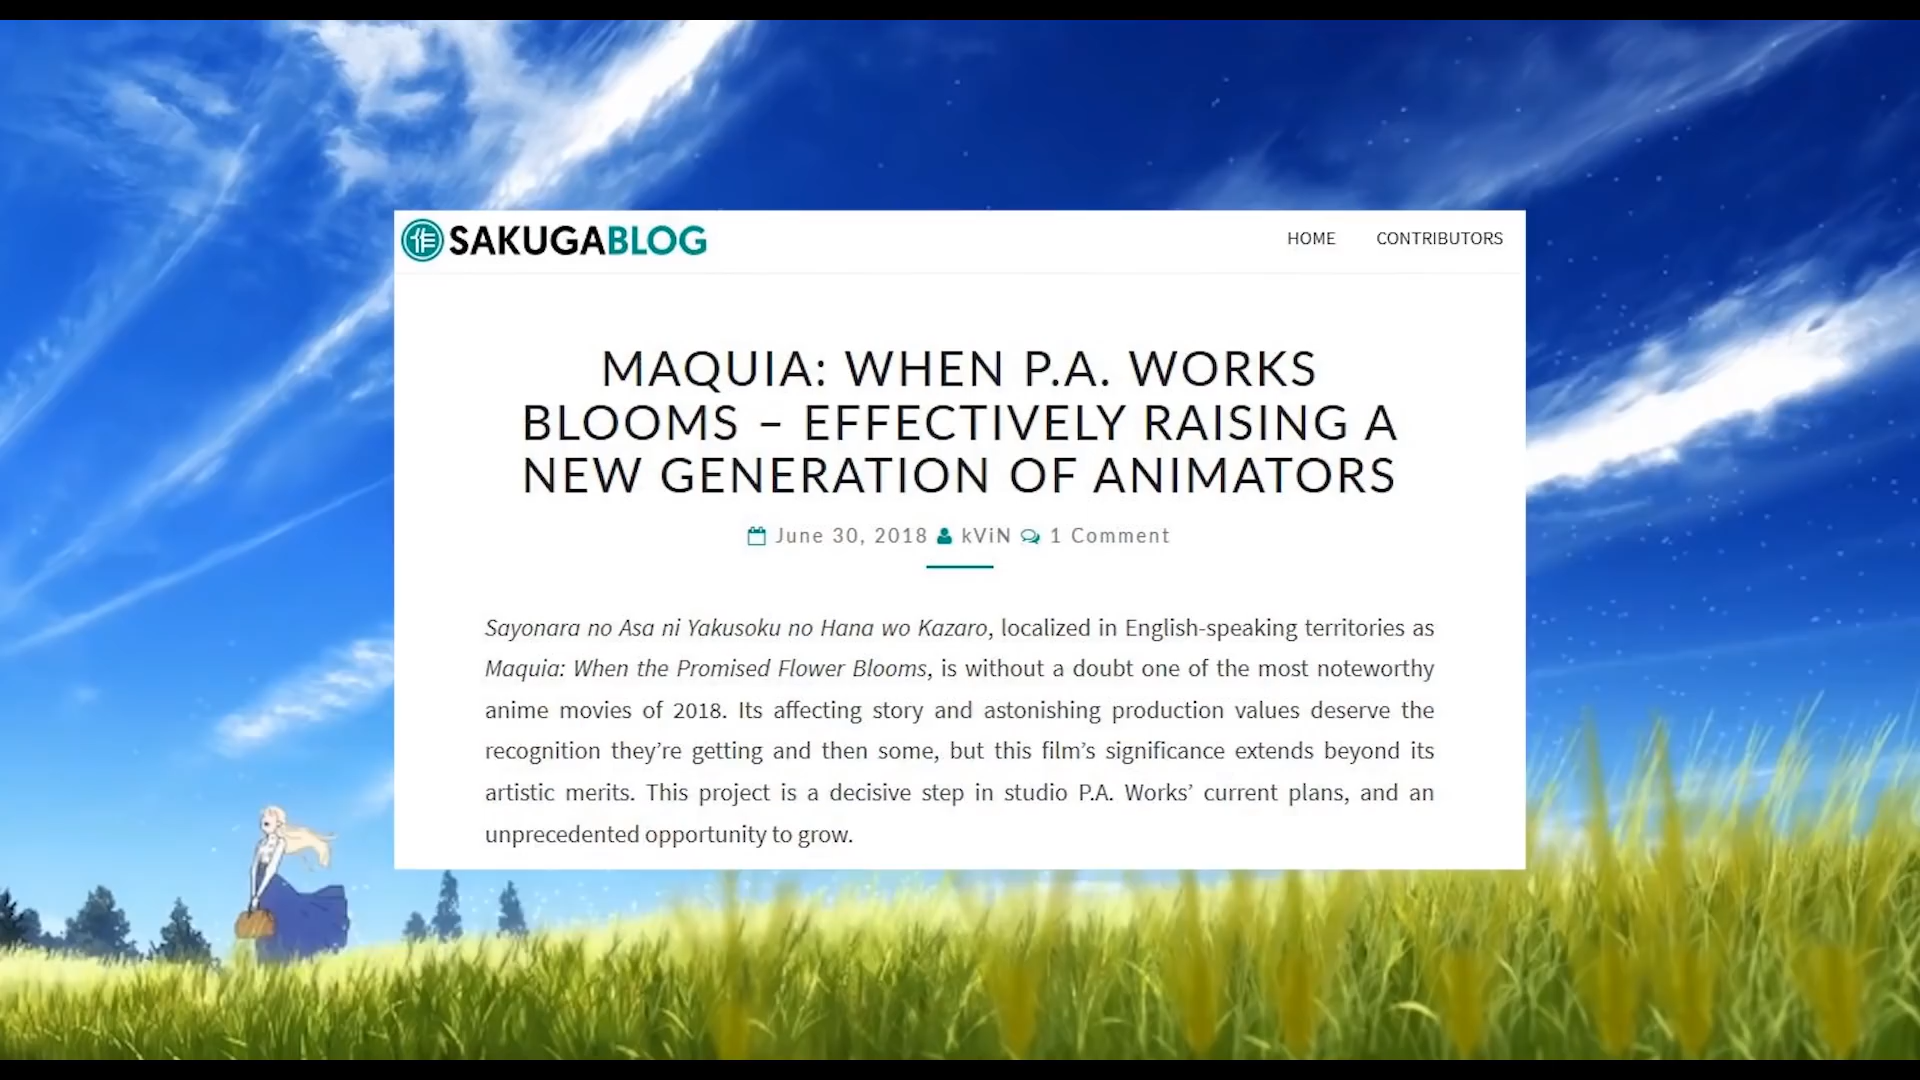 作 SAKUGABLOG
HOME CONTRIBUTORS
MAQUIA: WHEN P.A. WORKS
BLOOMS – EFFECTIVELY RAISING A
NEW GENERATION OF ANIMATORS
June 30, 2018 kViN 1 Comment
Sayonara no Asa ni Yakusoku no Hana wo Kazaro, localized in English-speaking territories as
Maquia: When the Promised Flower Blooms, is without a doubt one of the most noteworthy
anime movies of 2018. Its affecting story and astonishing production values deserve the
recognition they’re getting and then some, but this film’s significance extends beyond its
artistic merits. This project is a decisive step in studio P.A. Works’ current plans, and an
unprecedented opportunity to grow.